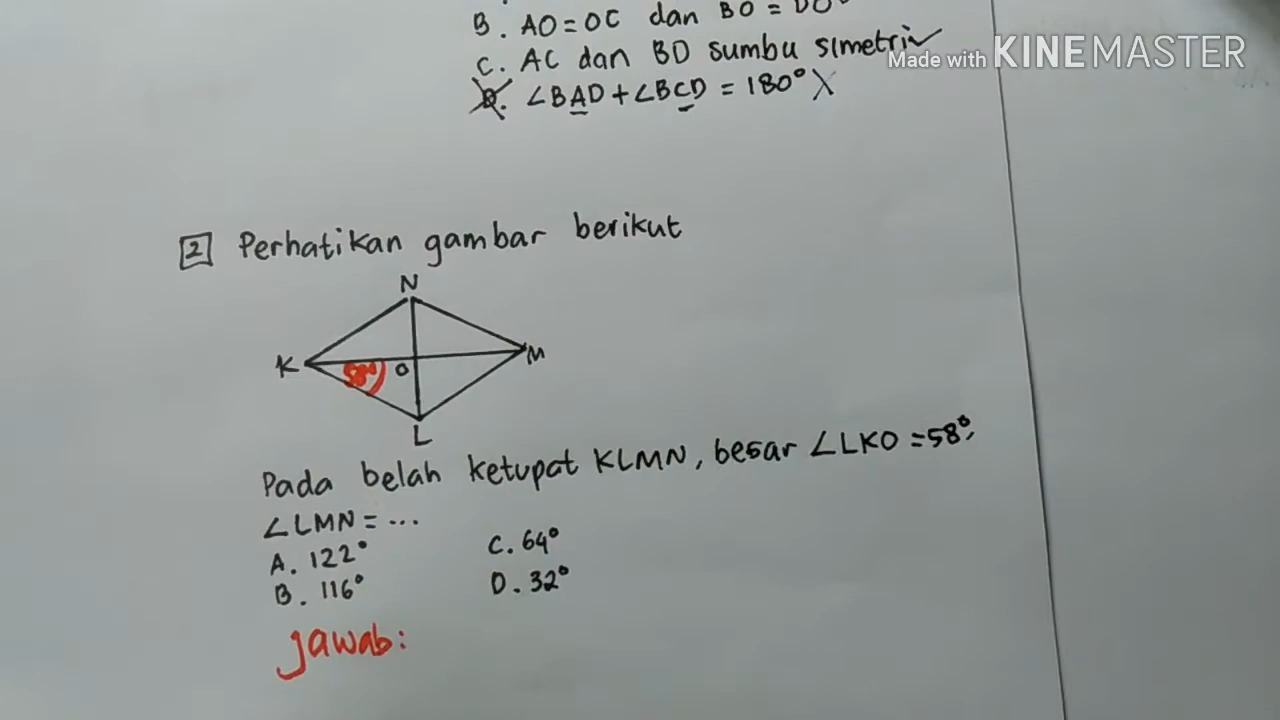 B. AO = OC dan BO = DO
C. AC dan BD sumbu simetri
Made with KINEMASTER
D. ∠BAD + ∠BCD = 180° X
2 Perhatikan gambar berikut
N
K 58° O M
L
Pada belah ketupat KLMN, besar ∠LKO = 58°,
∠LMN = ...
A. 122° C. 64°
B. 116° D. 32°
Jawab: